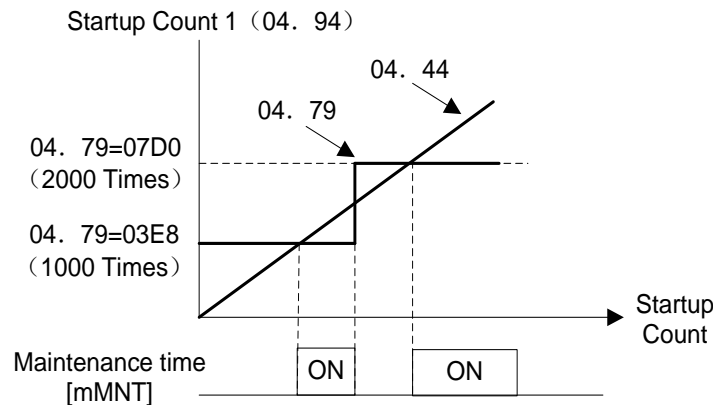 Startup Count 1（04．94）
04．44
04．79
04．79=07D0
（2000 Times）
04．79=03E8
（1000 Times）
Startup
Count
Maintenance time
[mMNT]
ON
ON